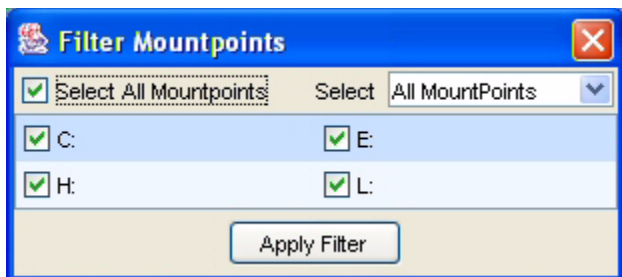 Filter Mountpoints
Select All Mountpoints Select All MountPoints
C: E:
H: L:
Apply Filter